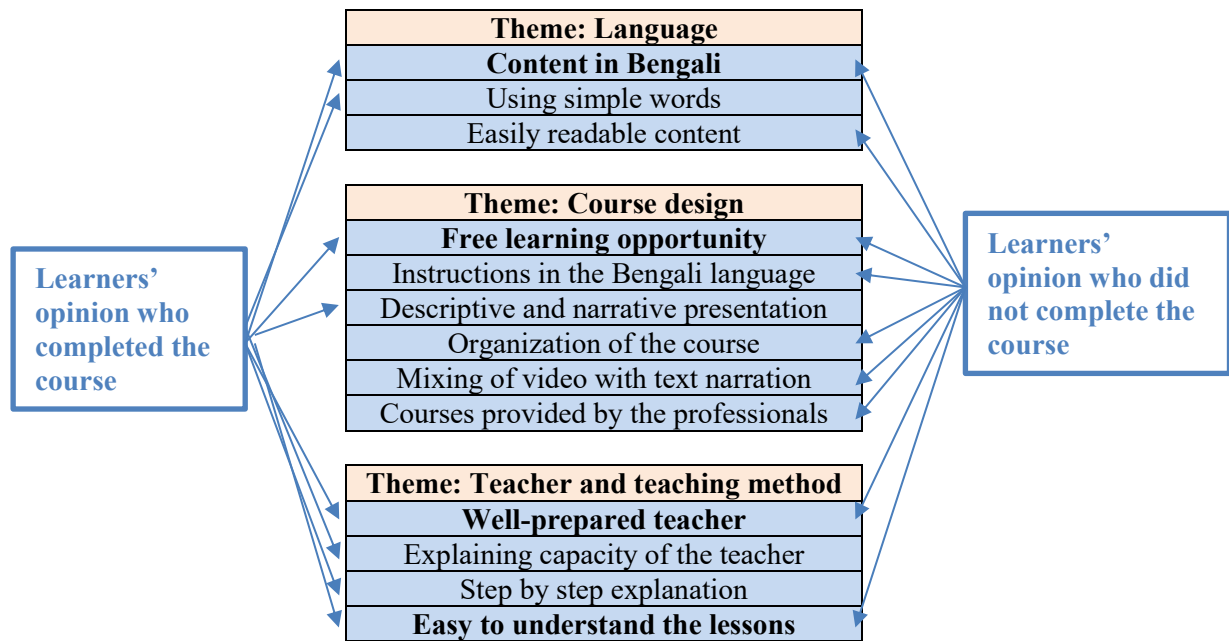 Theme: Language
Content in Bengali
Using simple words
Easily readable content
Learners’
opinion who
completed the
course
Theme: Course design
Free learning opportunity
Instructions in the Bengali language
Descriptive and narrative presentation
Organization of the course
Mixing of video with text narration
Courses provided by the professionals
Learners’
opinion who did
not complete the
course
Theme: Teacher and teaching method
Well-prepared teacher
Explaining capacity of the teacher
Step by step explanation
Easy to understand the lessons